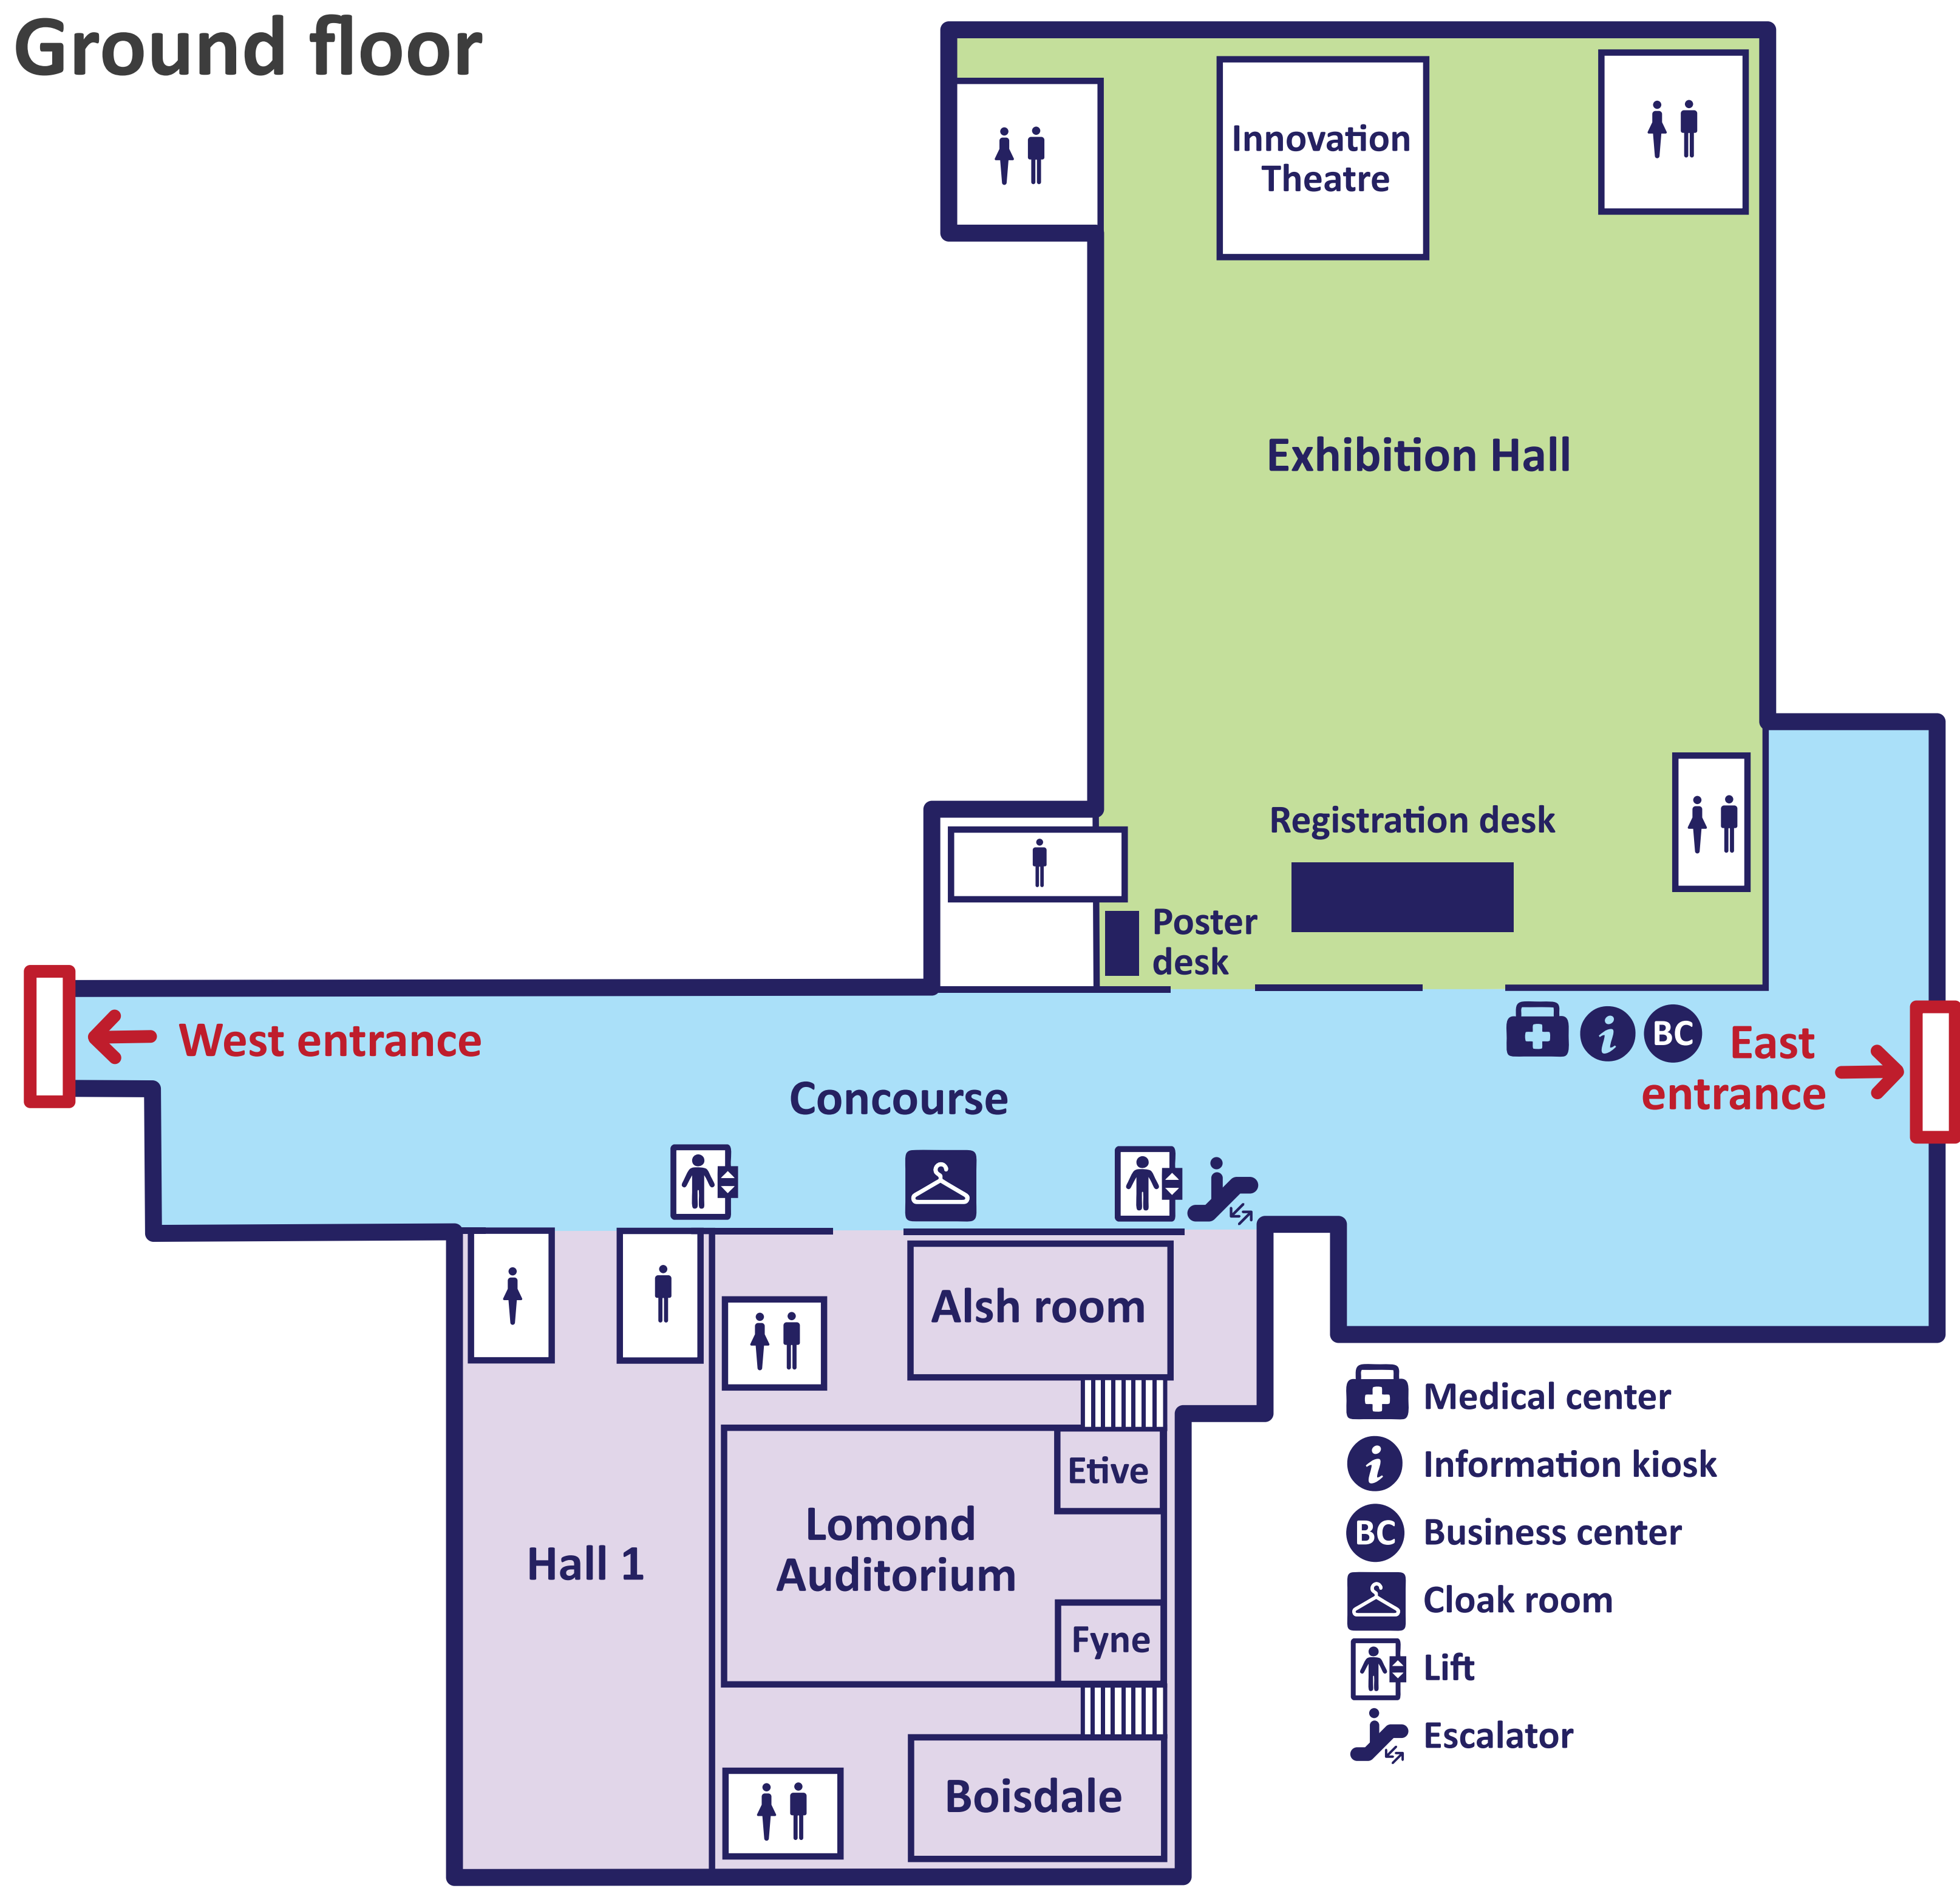 Ground floor
Innovation
Theatre
Exhibition Hall
Registration desk
Poster
desk
West entrance
BC
East
entrance
Concourse
Alsh room
Etive
Lomond
Auditorium
Hall 1
Fyne
Boisdale
Medical center
i
Information kiosk
BC
Business center
Cloak room
Lift
Escalator